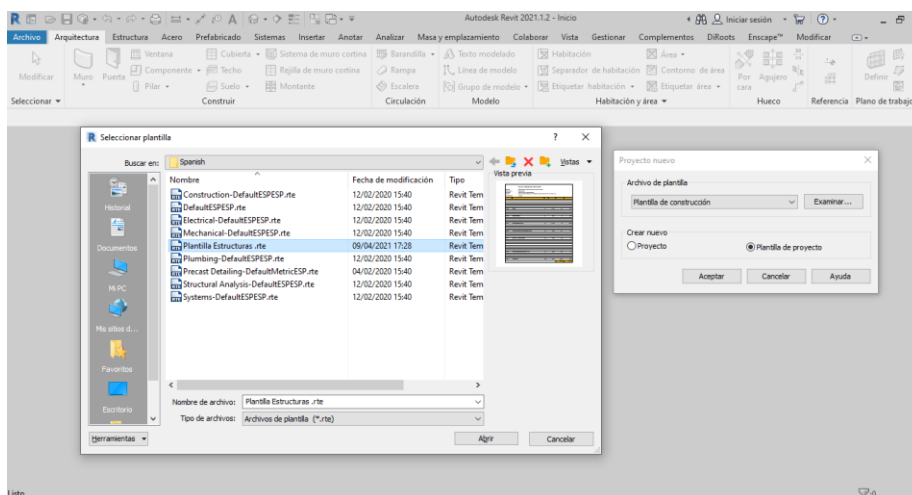 Autodesk Revit 2021.1.2 - Inicio
Iniciar sesión
Archivo Arquitectura Estructura Acero Prefabricado Sistemas Insertar Anotar Analizar Masa y emplazamiento Colaborar Vista Gestionar Complementos DiRoots Enscape™ Modificar
Ventana Cubierta Sistema de muro cortina Barandilla Texto modelado Habitación Área
Modificar Muro Puerta Componente Techo Rejilla de muro cortina Rampa Línea de modelo Separador de habitación Contorno de área Por cara Agujero Definir
Pilar Suelo Montante Escalera Grupo de modelo Etiquetar habitación Etiquetar área
Seleccionar Construir Circulación Modelo Habitación y área Hueco Referencia Plano de trabajo
Seleccionar plantilla
Buscar en: Spanish
Vistas
Nombre Fecha de modificación Tipo
Vista previa
Construction-DefaultESPESP.rte 12/02/2020 15:40 Revit Tem
DefaultESPESP.rte 12/02/2020 15:40 Revit Tem
Electrical-DefaultESPESP.rte 12/02/2020 15:40 Revit Tem
Mechanical-DefaultESPESP.rte 12/02/2020 15:40 Revit Tem
Plantilla Estructuras .rte 09/04/2021 17:28 Revit Tem
Plumbing-DefaultESPESP.rte 12/02/2020 15:40 Revit Tem
Precast Detailing-DefaultMetricESP.rte 04/02/2020 15:40 Revit Tem
Structural Analysis-DefaultESPESP.rte 12/02/2020 15:40 Revit Tem
Systems-DefaultESPESP.rte 12/02/2020 15:40 Revit Tem
Historial
Documentos
Mi PC
Mis sitios d...
Favoritos
Escritorio
Nombre de archivo: Plantilla Estructuras .rte
Tipo de archivos: Archivos de plantilla (*.rte)
Herramientas
Abrir Cancelar
Proyecto nuevo
Archivo de plantilla
Plantilla de construcción Examinar...
Crear nuevo
Proyecto Plantilla de proyecto
Aceptar Cancelar Ayuda
Listo :0